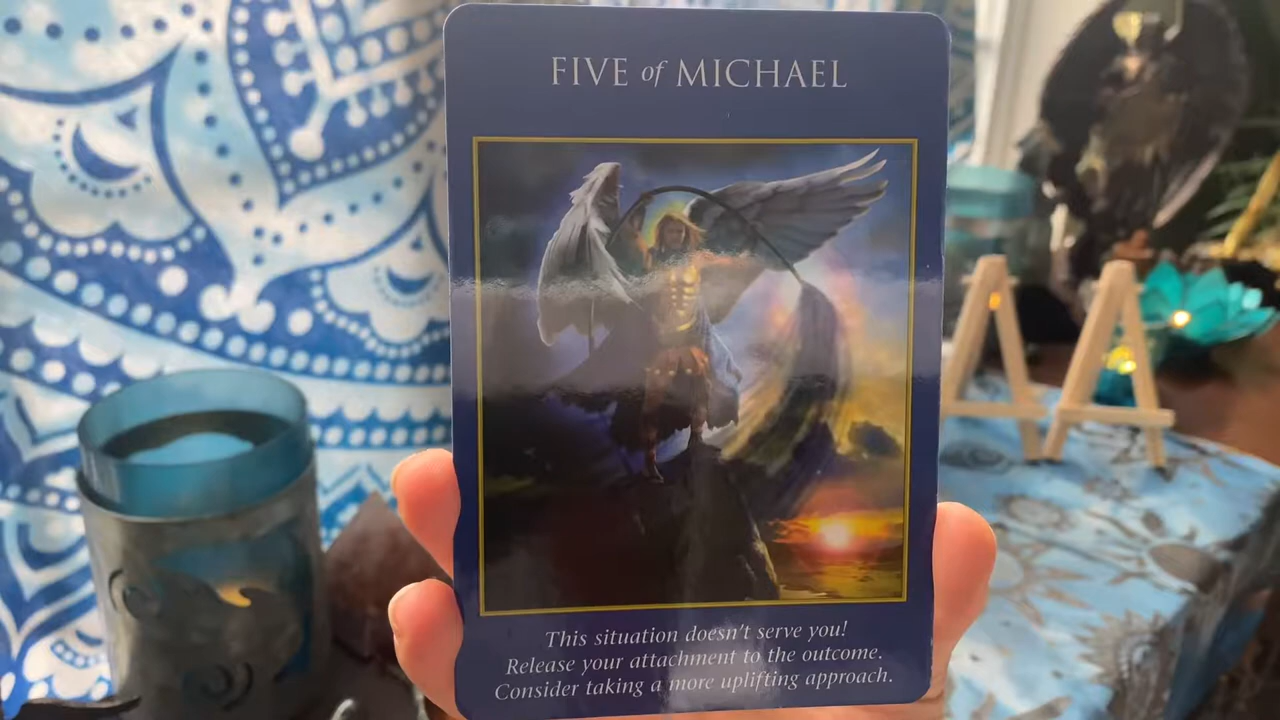 FIVE of MICHAEL
This situation doesn't serve you!
Release your attachment to the outcome.
Consider taking a more uplifting approach.